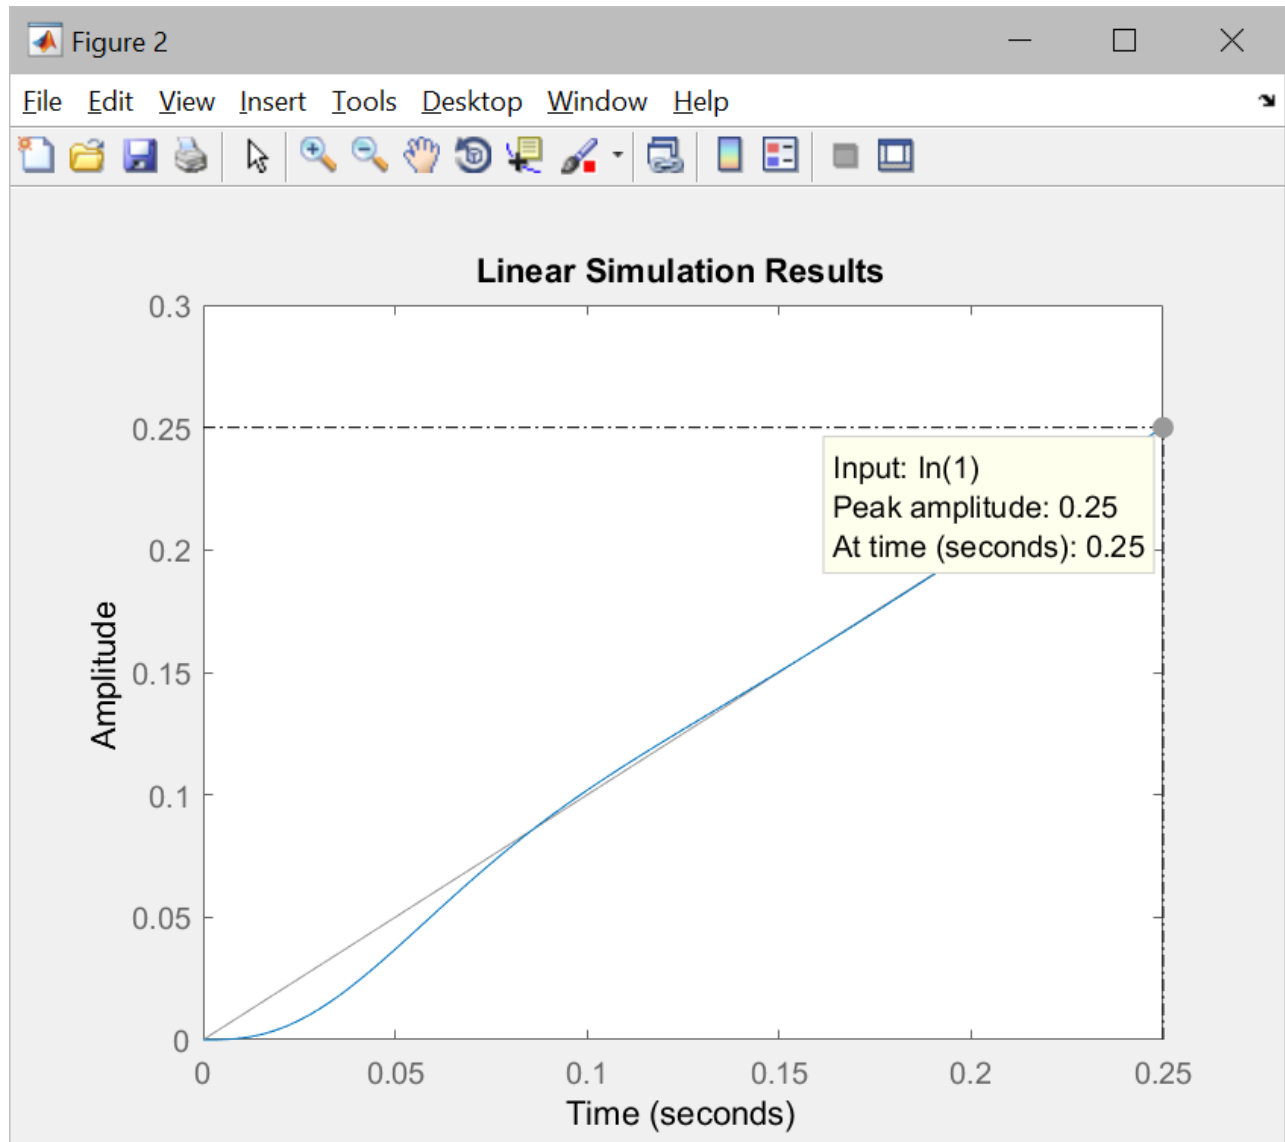 Figure 2
File Edit View Insert Tools Desktop Window Help
Linear Simulation Results
0.3
0.25
0.2
0.15
0.1
0.05
0
Amplitude
Input: In(1)
Peak amplitude: 0.25
At time (seconds): 0.25
0 0.05 0.1 0.15 0.2 0.25
Time (seconds)